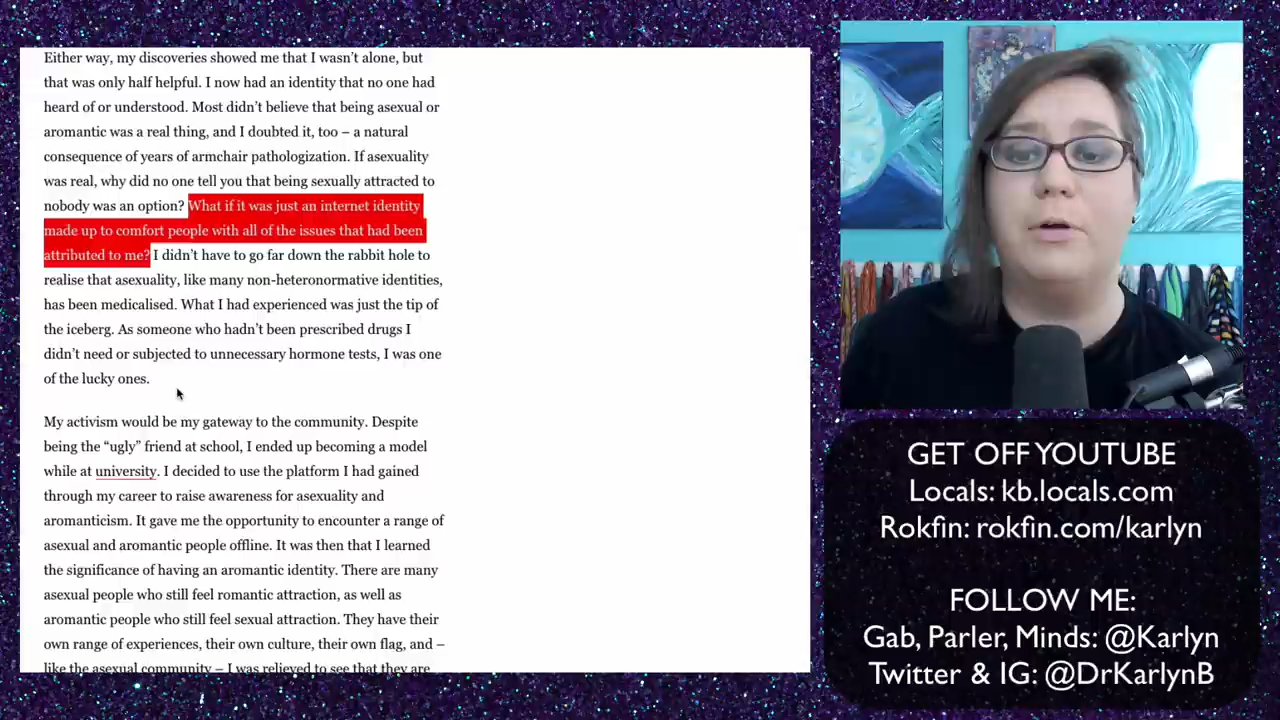 Either way, my discoveries showed me that I wasn't alone, but
that was only half helpful. I now had an identity that no one had
heard of or understood. Most didn't believe that being asexual or
aromantic was a real thing, and I doubted it, too – a natural
consequence of years of armchair pathologization. If asexuality
was real, why did no one tell you that being sexually attracted to
nobody was an option? What if it was just an internet identity
made up to comfort people with all of the issues that had been
attributed to me? I didn't have to go far down the rabbit hole to
realise that asexuality, like many non-heteronormative identities,
has been medicalised. What I had experienced was just the tip of
the iceberg. As someone who hadn't been prescribed drugs I
didn't need or subjected to unnecessary hormone tests, I was one
of the lucky ones.
My activism would be my gateway to the community. Despite
being the “ugly” friend at school, I ended up becoming a model
while at university. I decided to use the platform I had gained
through my career to raise awareness for asexuality and
aromanticism. It gave me the opportunity to encounter a range of
asexual and aromantic people offline. It was then that I learned
the significance of having an aromantic identity. There are many
asexual people who still feel romantic attraction, as well as
aromantic people who still feel sexual attraction. They have their
own range of experiences, their own culture, their own flag, and –
like the asexual community – I was relieved to see that they are
GET OFF YOUTUBE
Locals: kb.locals.com
Rokfin: rokfin.com/karlyn
FOLLOW ME:
Gab, Parler, Minds: @Karlyn
Twitter & IG: @DrKarlynB